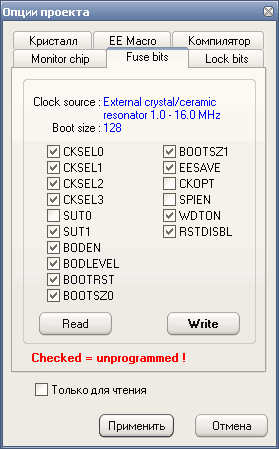 Опции проекта
Кристалл EE Macro Компилятор
Monitor chip Fuse bits Lock bits
Clock source : External crystal/ceramic
resonator 1.0 - 16.0 MHz
Boot size : 128
CKSEL0 BOOTSZ1
CKSEL1 EESAVE
CKSEL2 CKOPT
CKSEL3 SPIEN
SUT0 WDTON
SUT1 RSTDISBL
BODEN
BODLEVEL
BOOTRST
BOOTSZ0
Read Write
Checked = unprogrammed !
Только для чтения
Применить Отмена